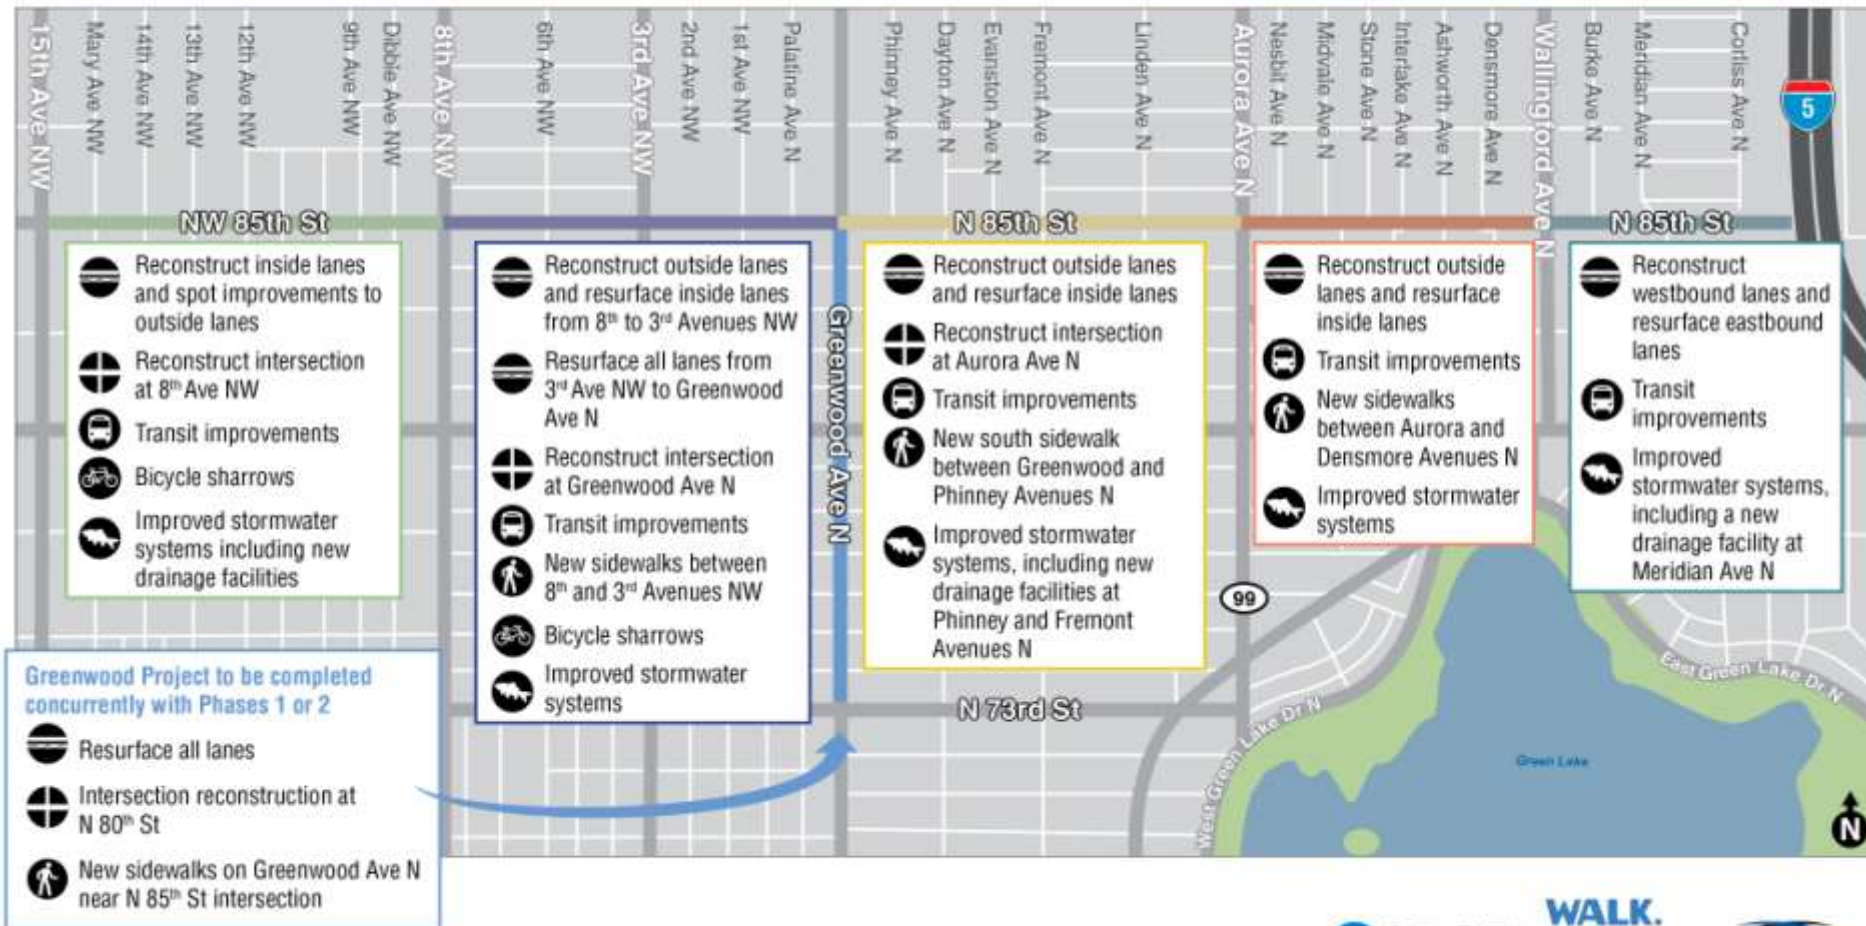 15th Ave NW
Mary Ave NW
14th Ave NW
13th Ave NW
12th Ave NW
9th Ave NW
Dibble Ave NW
8th Ave NW
6th Ave NW
3rd Ave NW
2nd Ave NW
1st Ave NW
Palatine Ave N
Phinney Ave N
Dayton Ave N
Evanston Ave N
Fremont Ave N
Linden Ave N
Aurora Ave N
Nesbit Ave N
Midvale Ave N
Stone Ave N
Interlake Ave N
Ashworth Ave N
Densmore Ave N
Wallingford Ave N
Burke Ave N
Meridian Ave N
Corliss Ave N
5
NW 85th St
N 85th St
N 85th St
Reconstruct inside lanes
and spot improvements to
outside lanes
Reconstruct intersection
at 8th Ave NW
Transit improvements
Bicycle sharrows
Improved stormwater
systems including new
drainage facilities
Reconstruct outside lanes
and resurface inside lanes
from 8th to 3rd Avenues NW
Resurface all lanes from
3rd Ave NW to Greenwood
Ave N
Reconstruct intersection
at Greenwood Ave N
Transit improvements
New sidewalks between
8th and 3rd Avenues NW
Bicycle sharrows
Improved stormwater
systems
Greenwood Ave N
Reconstruct outside lanes
and resurface inside lanes
Reconstruct intersection
at Aurora Ave N
Transit improvements
New south sidewalk
between Greenwood and
Phinney Avenues N
Improved stormwater
systems, including new
drainage facilities at
Phinney and Fremont
Avenues N
Reconstruct outside
lanes and resurface
inside lanes
Transit improvements
New sidewalks
between Aurora and
Densmore Avenues N
Improved stormwater
systems
Reconstruct
westbound lanes and
resurface eastbound
lanes
Transit
improvements
Improved
stormwater systems,
including a new
drainage facility at
Meridian Ave N
99
N 73rd St
West Green Lake Dr N
East Green Lake Dr N
Green Lake
N
Greenwood Project to be completed
concurrently with Phases 1 or 2
Resurface all lanes
Intersection reconstruction at
N 80th St
New sidewalks on Greenwood Ave N
near N 85th St intersection
WALK.